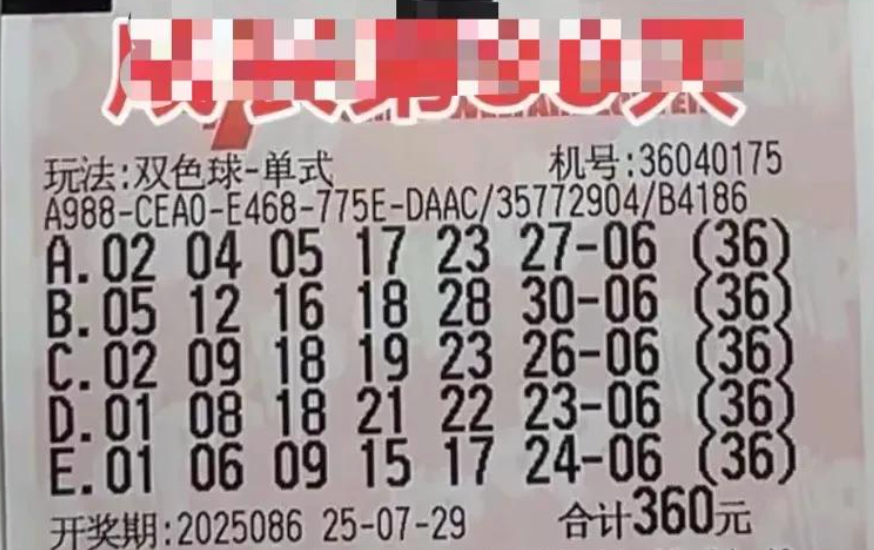 玩法:双色球-单式 机号:36040175
A988-CEA0-E468-775E-DAAC/35772904/B4186
A.02 04 05 17 23 27-06 (36)
B.05 12 16 18 28 30-06 (36)
C.02 09 18 19 23 26-06 (36)
D.01 08 18 21 22 23-06 (36)
E.01 06 09 15 17 24-06 (36)
开奖期:2025086 25-07-29 合计360元